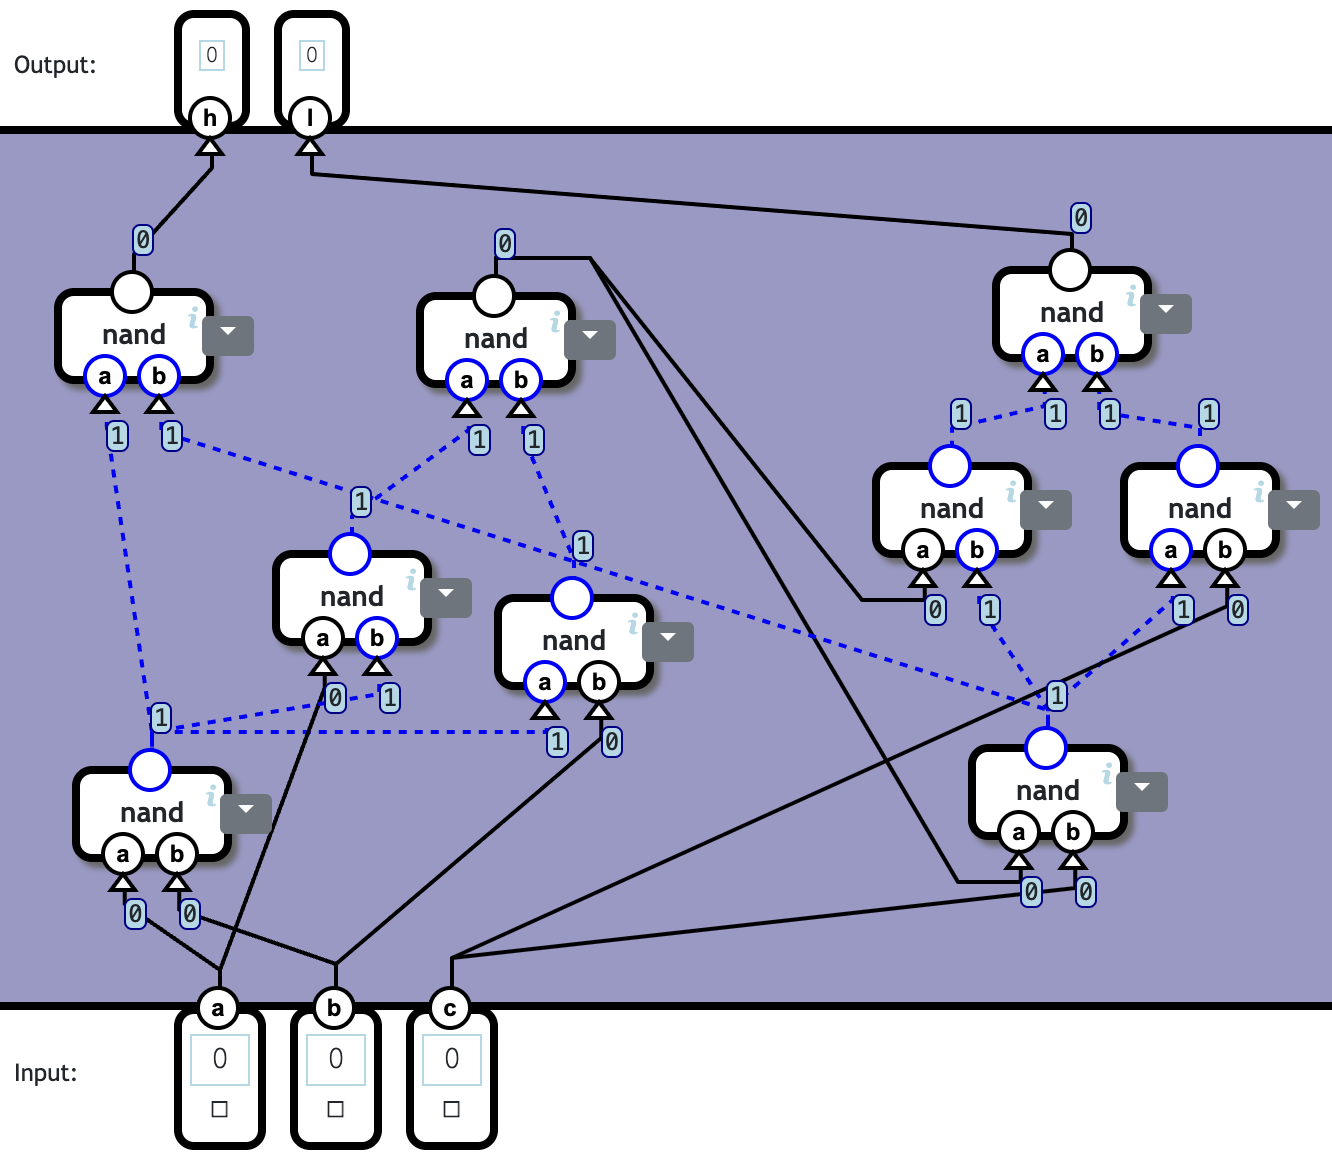 Output:
0 0
h l
0 0 0
nand nand nand
i i i
a b a b a b
1 1 1 1 1 1 1 1
1 1
nand nand
i i
a b a b
0 1 1 0
nand nand
i i
a b a b
0 1 1 0
1 1
nand nand
i i
a b a b
0 0 0 0
a b c
Input:
0 0 0